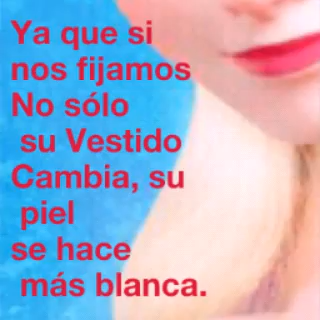 Ya que si
nos fijamos
No sólo
su Vestido
Cambia, su
piel
se hace
más blanca.